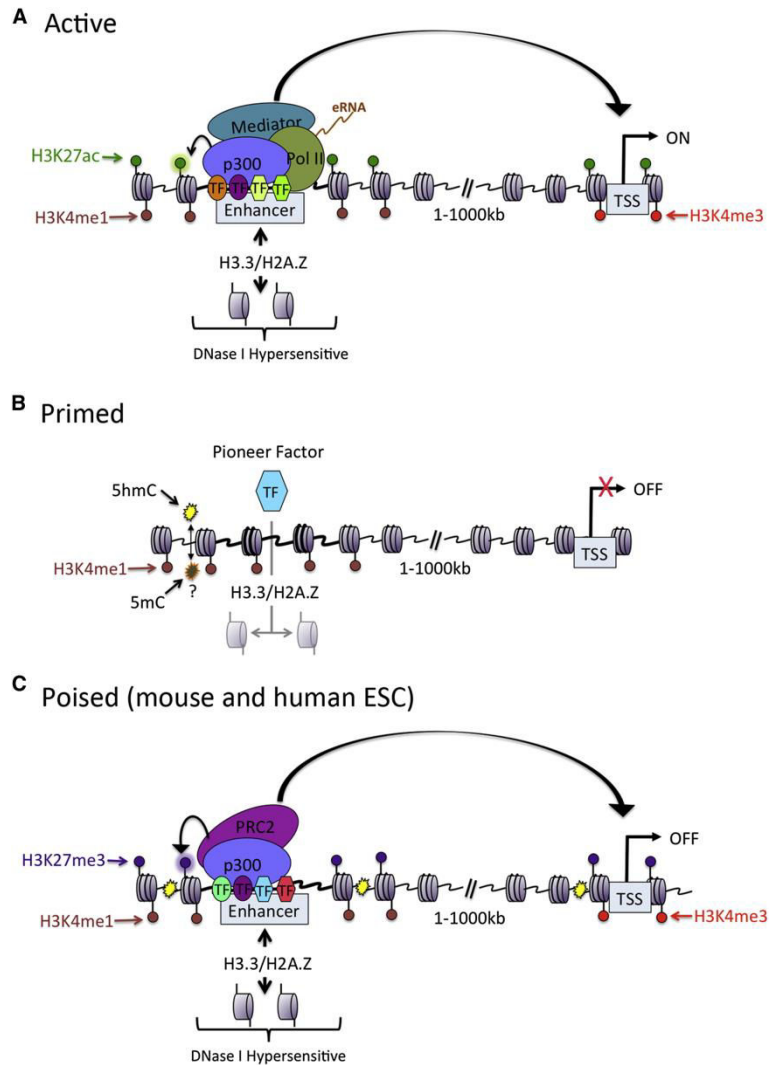 A Active
eRNA
Mediator
H3K27ac
p300
Pol II
ON
TF TF TF TF
H3K4me1
Enhancer
1-1000kb
TSS
H3K4me3
H3.3/H2A.Z
DNase I Hypersensitive
B Primed
Pioneer Factor
5hmC
TF
X OFF
H3K4me1
TSS
5mC
?
H3.3/H2A.Z
1-1000kb
C Poised (mouse and human ESC)
PRC2
OFF
H3K27me3
p300
TF TF TF TF
H3K4me1
Enhancer
1-1000kb
TSS
H3K4me3
H3.3/H2A.Z
DNase I Hypersensitive